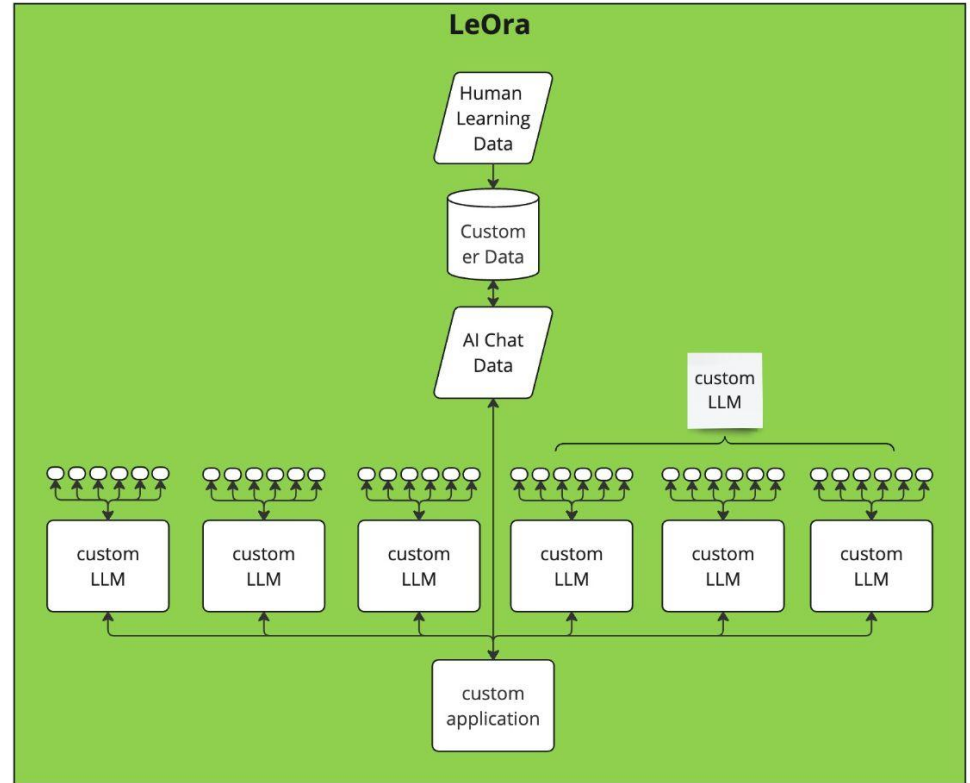 LeOra
Human
Learning
Data
Custom
er Data
AI Chat
Data
custom
LLM
custom
LLM
custom
LLM
custom
LLM
custom
LLM
custom
LLM
custom
LLM
custom
application